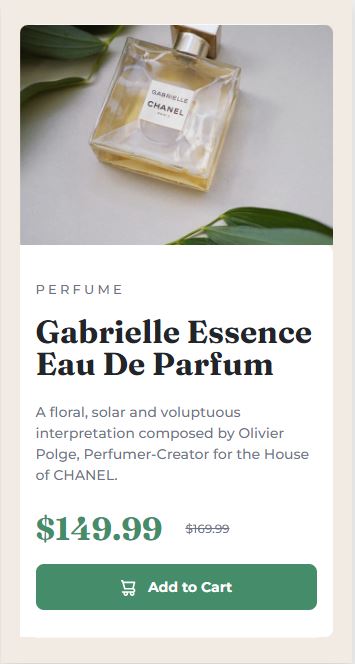 GABRIELLE
CHANEL
PARIS
PERFUME
Gabrielle Essence
Eau De Parfum
A floral, solar and voluptuous
interpretation composed by Olivier
Polge, Perfumer-Creator for the House
of CHANEL.
$149.99 $169.99
Add to Cart